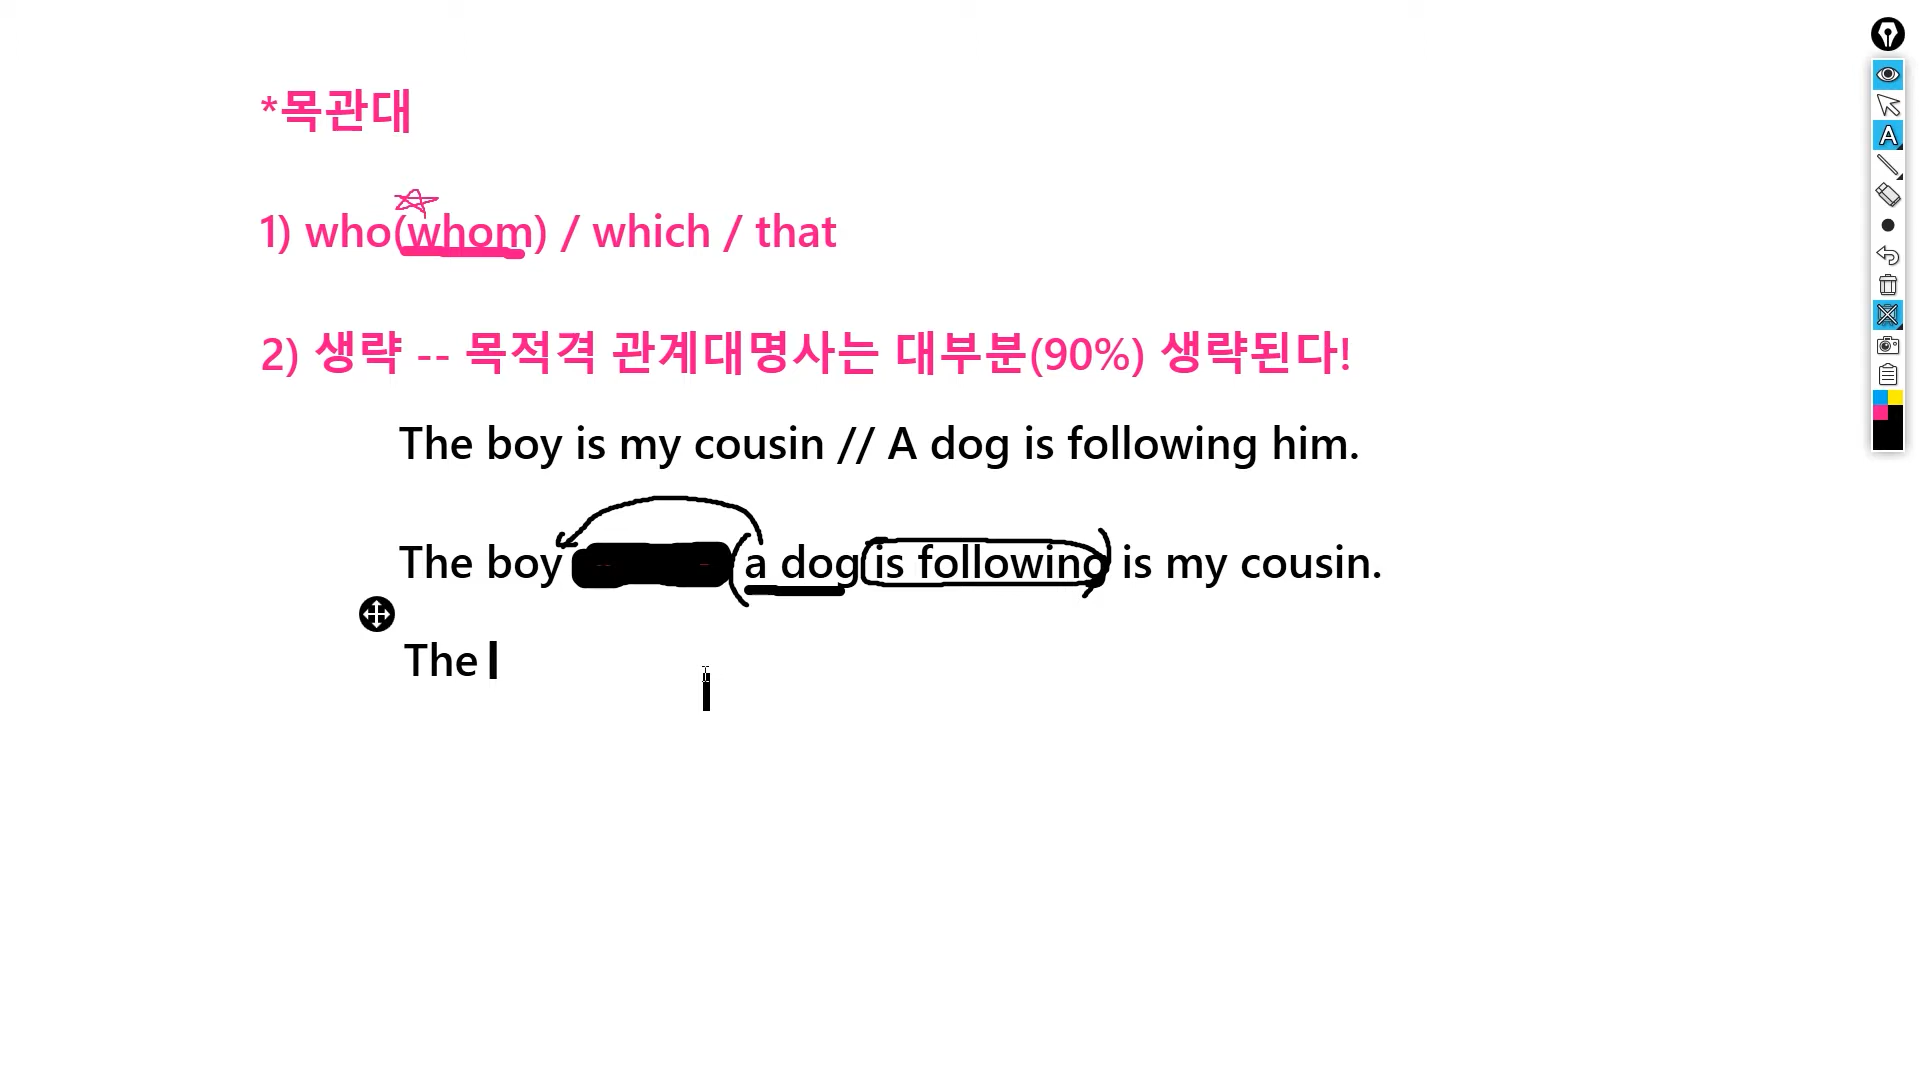 *목관대
1) who(whom) / which / that
2) 생략 -- 목적격 관계대명사는 대부분(90%) 생략된다!
The boy is my cousin // A dog is following him.
The boy a dog is following is my cousin.
The